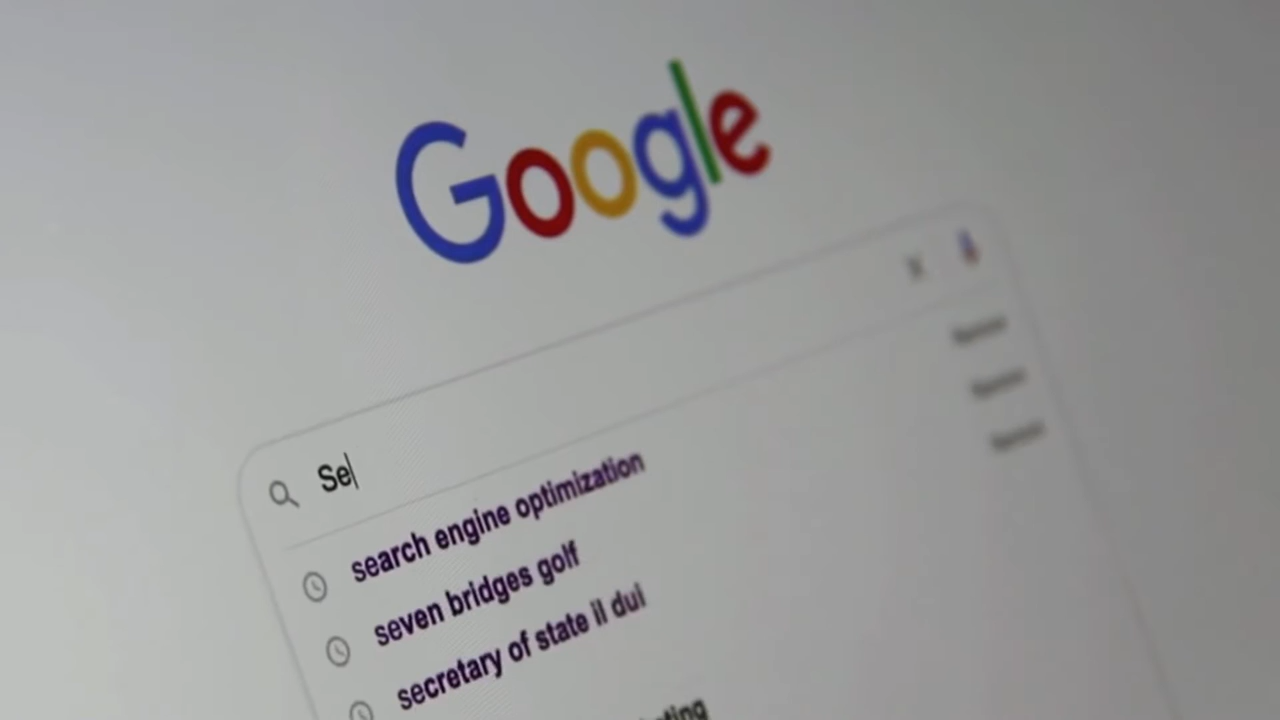 Google
Se
search engine optimization
seven bridges golf
secretary of state il dui